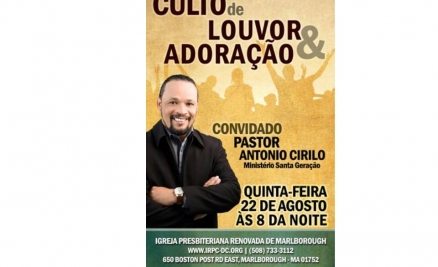 CULTO de
LOUVOR &
ADORAÇÃO
CONVIDADO
PASTOR
ANTONIO CIRILO
Ministério Santa Geração
QUINTA-FEIRA
22 DE AGOSTO
ÀS 8 DA NOITE
IGREJA PRESBITERIANA RENOVADA DE MARLBOROUGH
WWW.IRPC-DC.ORG | (508) 733-3112
650 BOSTON POST RD EAST, MARLBOROUGH - MA 01752